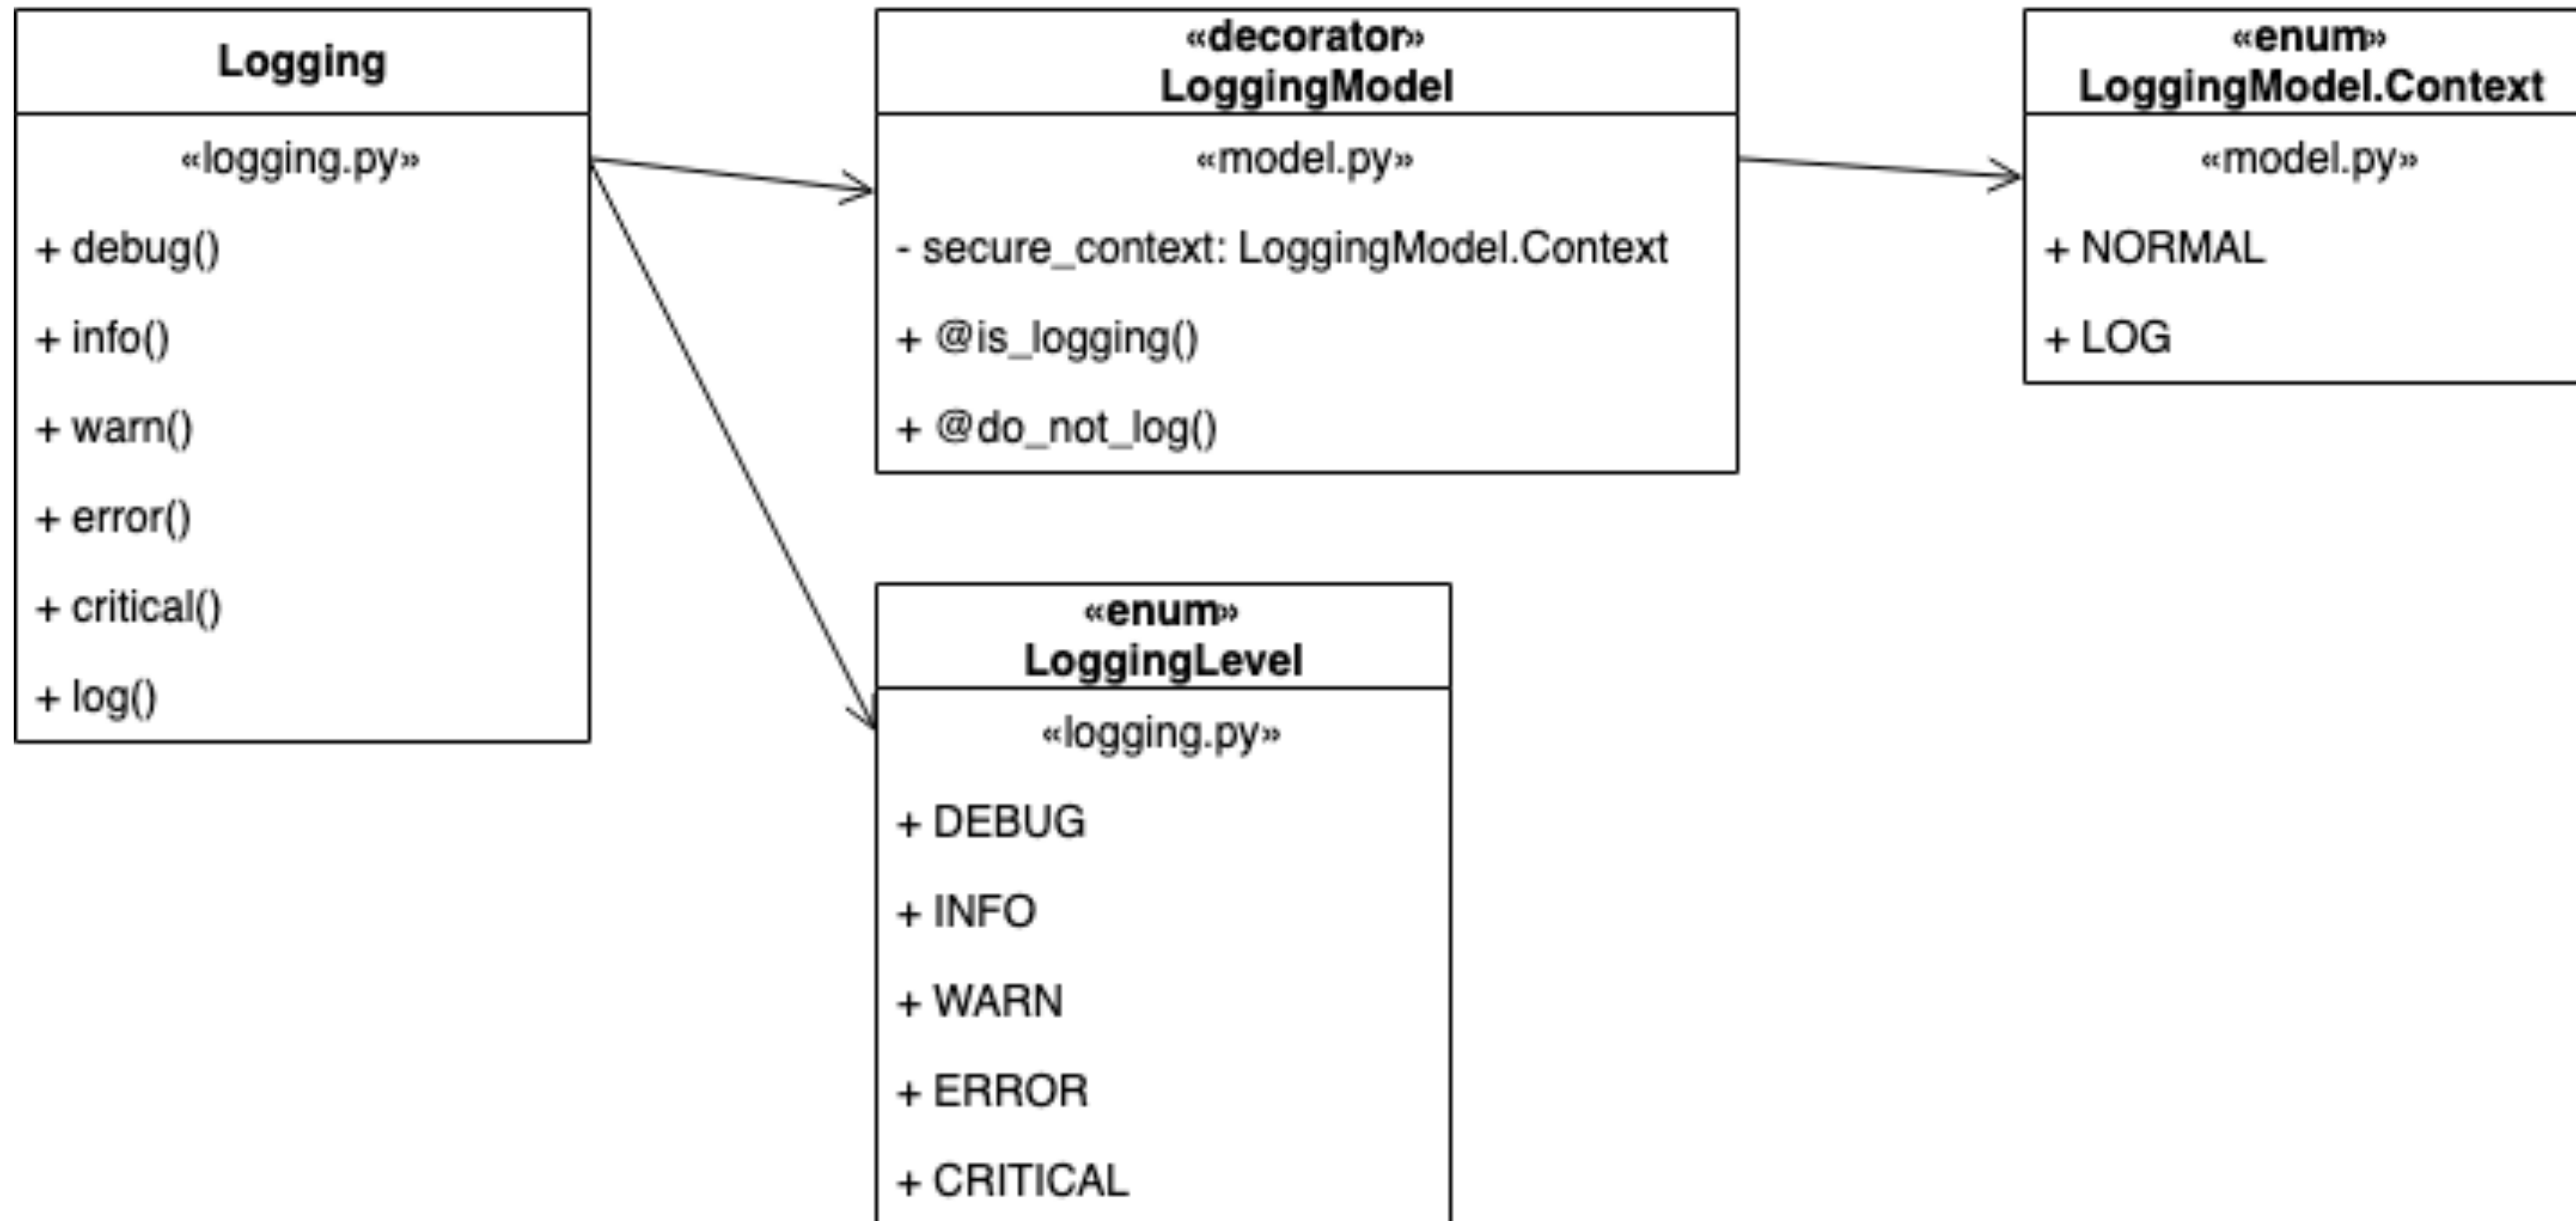 Logging
«logging.py»
+ debug()
+ info()
+ warn()
+ error()
+ critical()
+ log()
«decorator»
LoggingModel
«model.py»
- secure_context: LoggingModel.Context
+ @is_logging()
+ @do_not_log()
«enum»
LoggingModel.Context
«model.py»
+ NORMAL
+ LOG
«enum»
LoggingLevel
«logging.py»
+ DEBUG
+ INFO
+ WARN
+ ERROR
+ CRITICAL